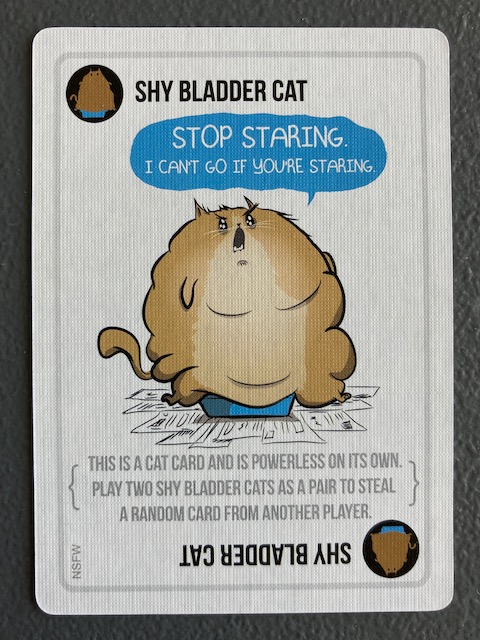 SHY BLADDER CAT
STOP STARING.
I CAN'T GO IF YOU'RE STARING.
THIS IS A CAT CARD AND IS POWERLESS ON ITS OWN.
PLAY TWO SHY BLADDER CATS AS A PAIR TO STEAL
A RANDOM CARD FROM ANOTHER PLAYER.
NSFW
SHY BLADDER CAT